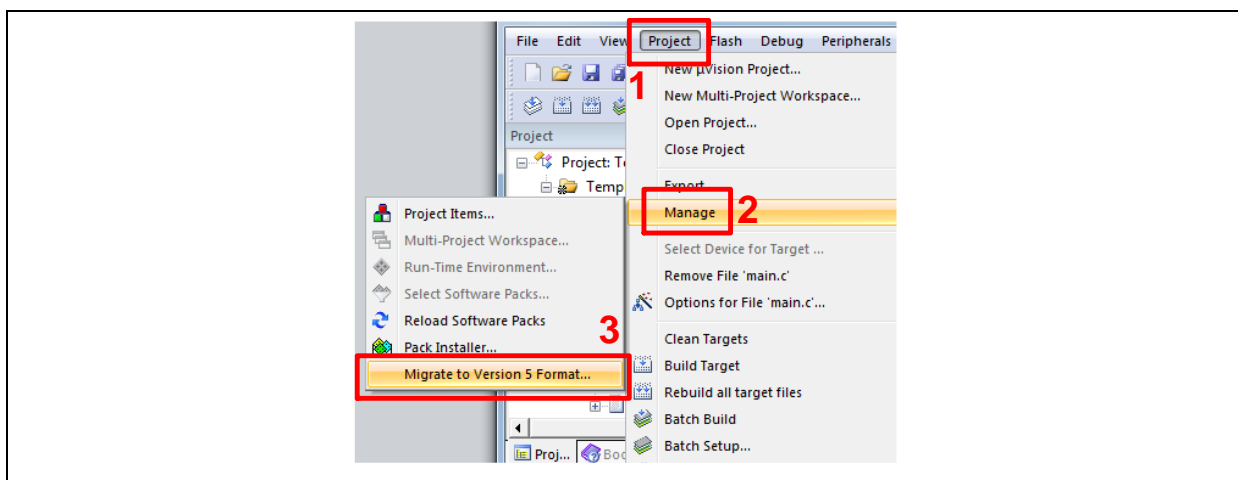 File Edit View Project Flash Debug Peripherals
1
New µVision Project...
New Multi-Project Workspace...
Open Project...
Close Project
Export
Manage
2
Select Device for Target ...
Remove File 'main.c'
Options for File 'main.c'...
Clean Targets
Build Target
Rebuild all target files
Batch Build
Batch Setup...
Project
Project:
Project Items...
Multi-Project Workspace...
Run-Time Environment...
Select Software Packs...
Reload Software Packs
Pack Installer...
3
Migrate to Version 5 Format...
Proj...